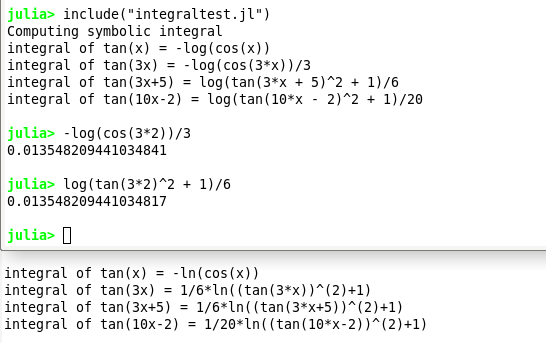 julia> include("integraltest.jl")
Computing symbolic integral
integral of tan(x) = -log(cos(x))
integral of tan(3x) = -log(cos(3*x))/3
integral of tan(3x+5) = log(tan(3*x + 5)^2 + 1)/6
integral of tan(10x-2) = log(tan(10*x - 2)^2 + 1)/20
julia> -log(cos(3*2))/3
0.013548209441034841
julia> log(tan(3*2)^2 + 1)/6
0.013548209441034817
julia>
integral of tan(x) = -ln(cos(x))
integral of tan(3x) = 1/6*ln((tan(3*x))^(2)+1)
integral of tan(3x+5) = 1/6*ln((tan(3*x+5))^(2)+1)
integral of tan(10x-2) = 1/20*ln((tan(10*x-2))^(2)+1)